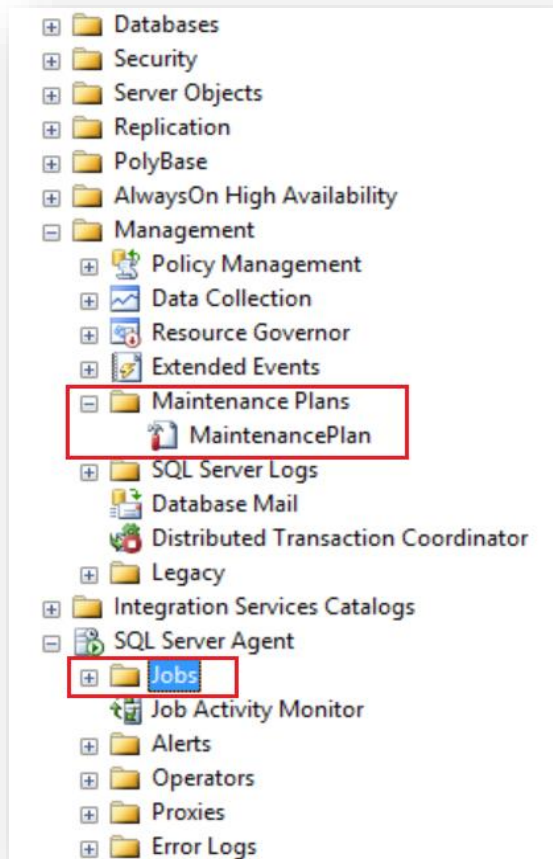 Databases
Security
Server Objects
Replication
PolyBase
AlwaysOn High Availability
Management
Policy Management
Data Collection
Resource Governor
Extended Events
Maintenance Plans
MaintenancePlan
SQL Server Logs
Database Mail
Distributed Transaction Coordinator
Legacy
Integration Services Catalogs
SQL Server Agent
Jobs
Job Activity Monitor
Alerts
Operators
Proxies
Error Logs